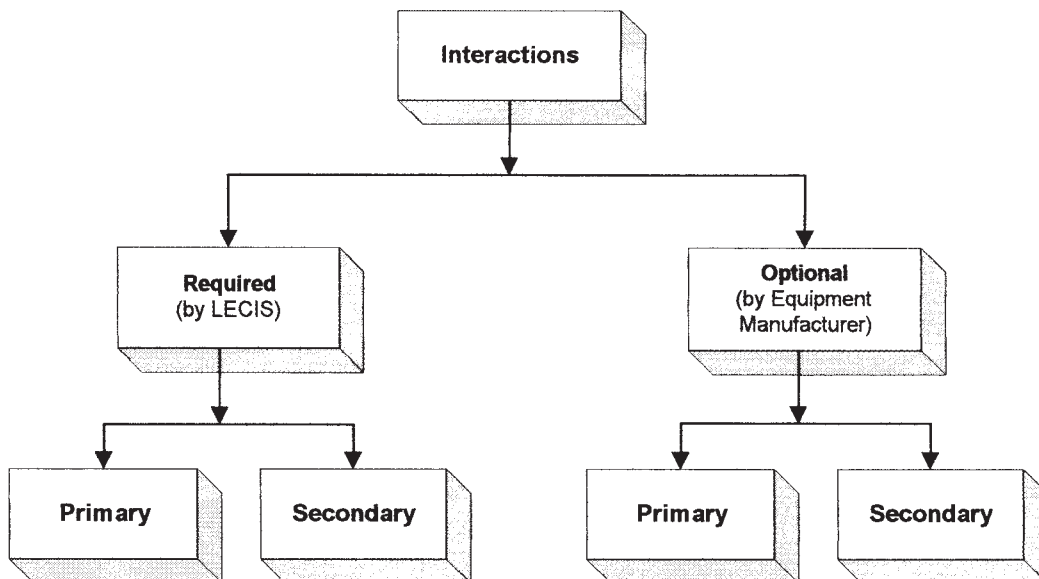 Interactions
Required
(by LECIS)
Optional
(by Equipment
Manufacturer)
Primary
Secondary
Primary
Secondary